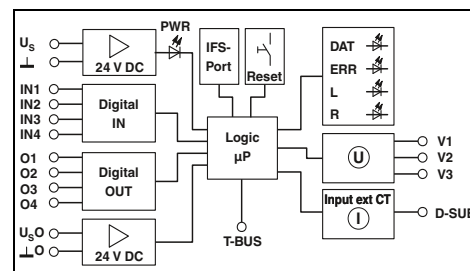 PWR
US
24 V DC
IFS-
Port
Reset
DAT
ERR
L
R
IN1
IN2
IN3
IN4
Digital
IN
Logic
µP
U
V1
V2
V3
O1
O2
O3
O4
Digital
OUT
Input ext CT
I
D-SUB
USO
O
24 V DC
T-BUS